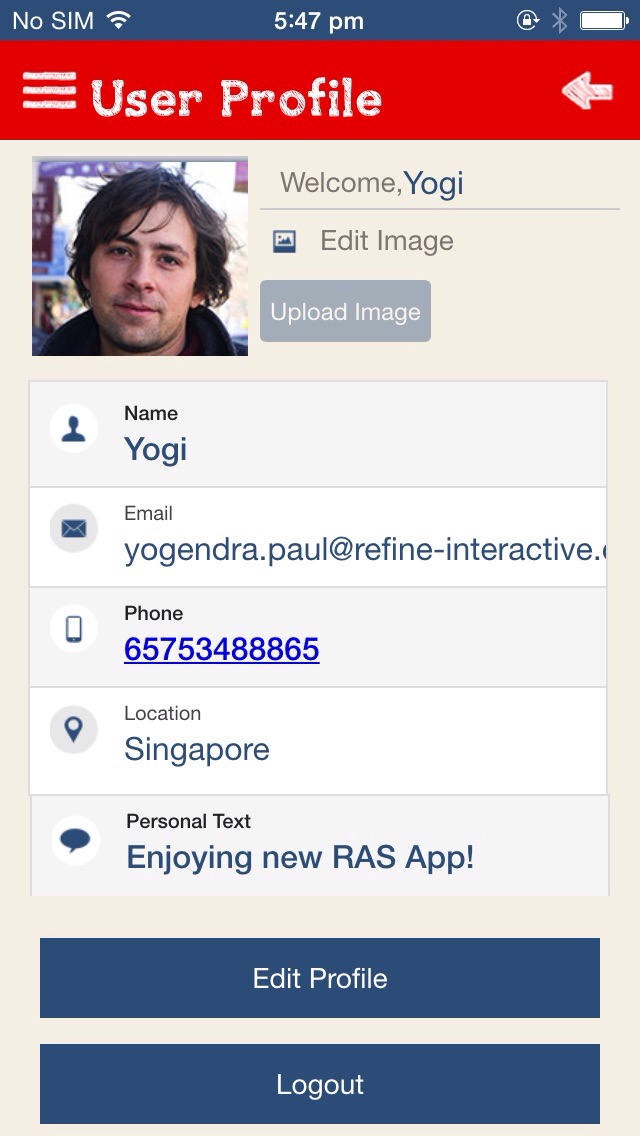 No SIM 5:47 pm
User Profile
Welcome,Yogi
Edit Image
Upload Image
Name
Yogi
Email
yogendra.paul@refine-interactive.
Phone
65753488865
Location
Singapore
Personal Text
Enjoying new RAS App!
Edit Profile
Logout